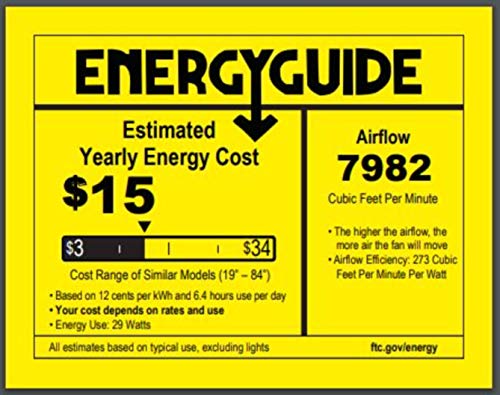 ENERGYGUIDE
Estimated
Yearly Energy Cost
$15
$3 $34
Cost Range of Similar Models (19" – 84")
• Based on 12 cents per kWh and 6.4 hours use per day
• Your cost depends on rates and use
• Energy Use: 29 Watts
Airflow
7982
Cubic Feet Per Minute
• The higher the airflow, the
more air the fan will move
• Airflow Efficiency: 273 Cubic
Feet Per Minute Per Watt
All estimates based on typical use, excluding lights
ftc.gov/energy